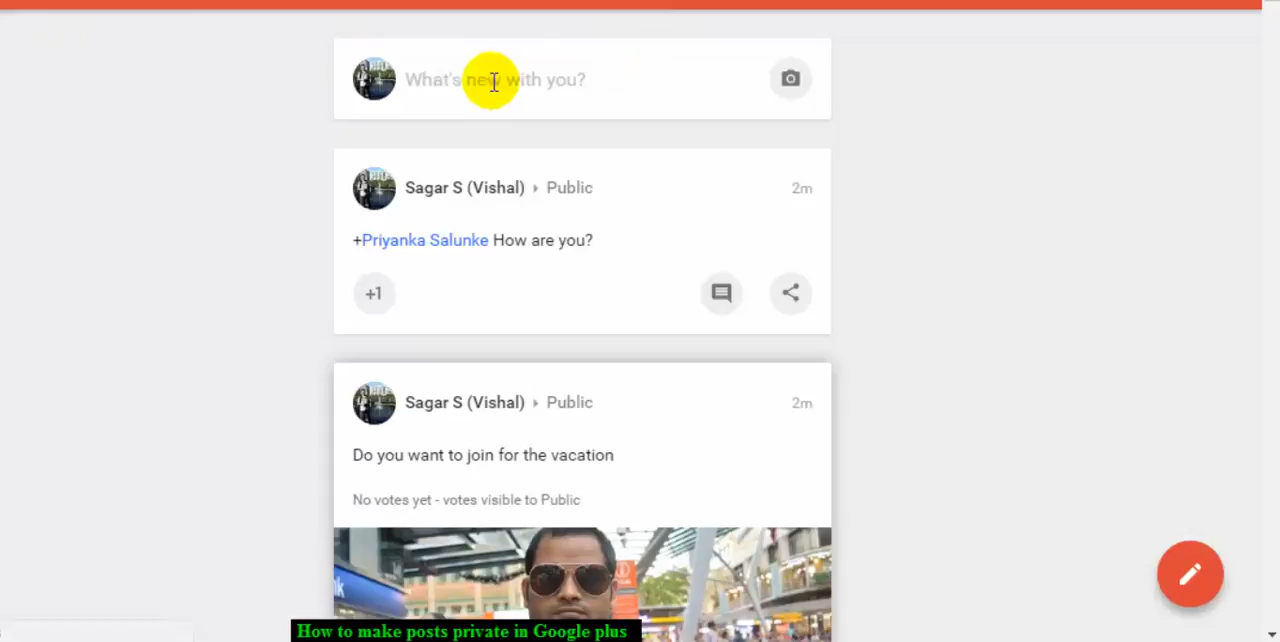 What's new with you?
Sagar S (Vishal) Public 2m
+Priyanka Salunke How are you?
+1
Sagar S (Vishal) Public 2m
Do you want to join for the vacation
No votes yet - votes visible to Public
How to make posts private in Google plus